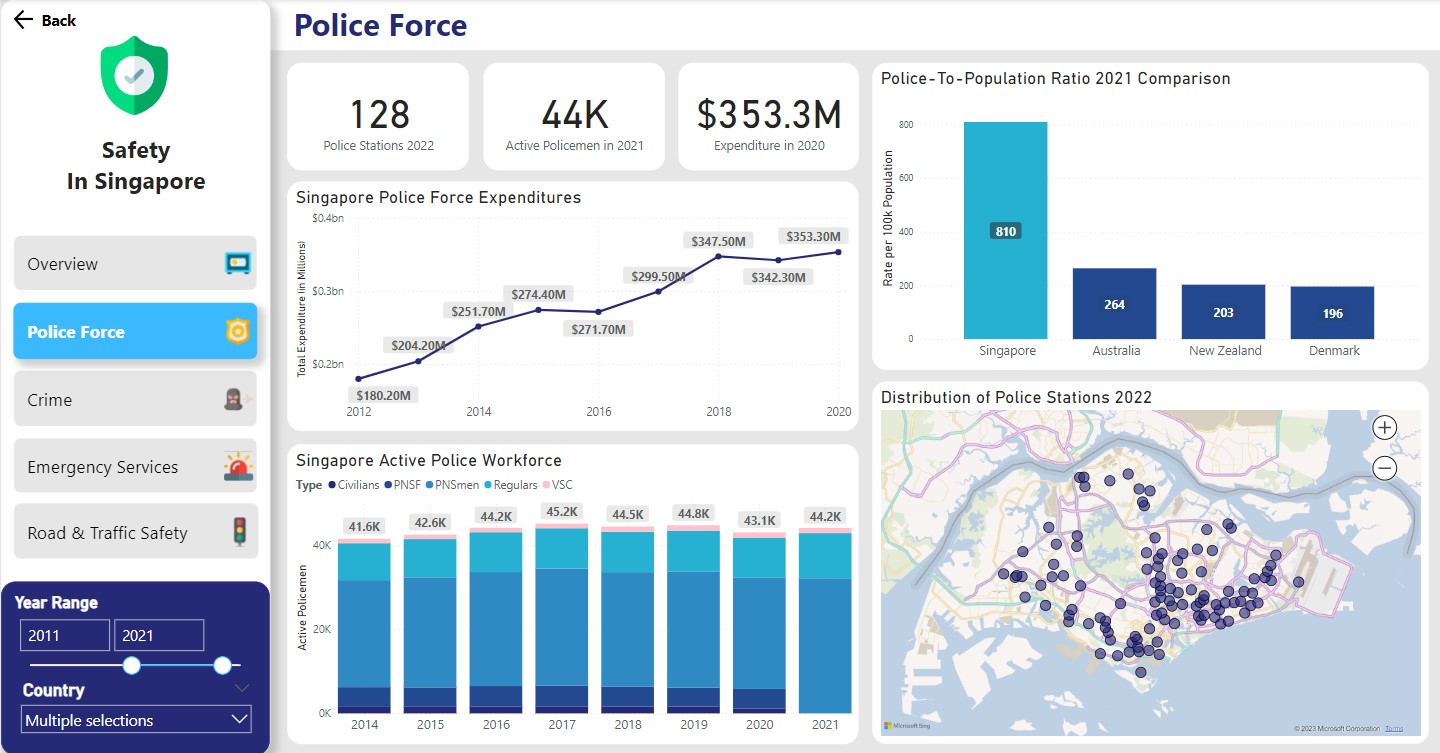 Back
Safety
In Singapore
Overview
Police Force
Crime
Emergency Services
Road & Traffic Safety
Year Range
2011
2021
Country
Multiple selections
Police Force
128
Police Stations 2022
44K
Active Policemen in 2021
$353.3M
Expenditure in 2020
Singapore Police Force Expenditures
Total Expenditure (in Millions)
$0.4bn
$0.3bn
$0.2bn
$180.20M
$204.20M
$251.70M
$274.40M
$271.70M
$299.50M
$347.50M
$342.30M
$353.30M
2012
2014
2016
2018
2020
Singapore Active Police Workforce
Type Civilians PNSF PNSmen Regulars VSC
Active Policemen
40K
20K
0K
41.6K
42.6K
44.2K
45.2K
44.5K
44.8K
43.1K
44.2K
2014
2015
2016
2017
2018
2019
2020
2021
Police-To-Population Ratio 2021 Comparison
Rate per 100k Population
800
600
400
200
0
810
264
203
196
Singapore
Australia
New Zealand
Denmark
Distribution of Police Stations 2022
Microsoft Bing
© 2023 Microsoft Corporation Terms